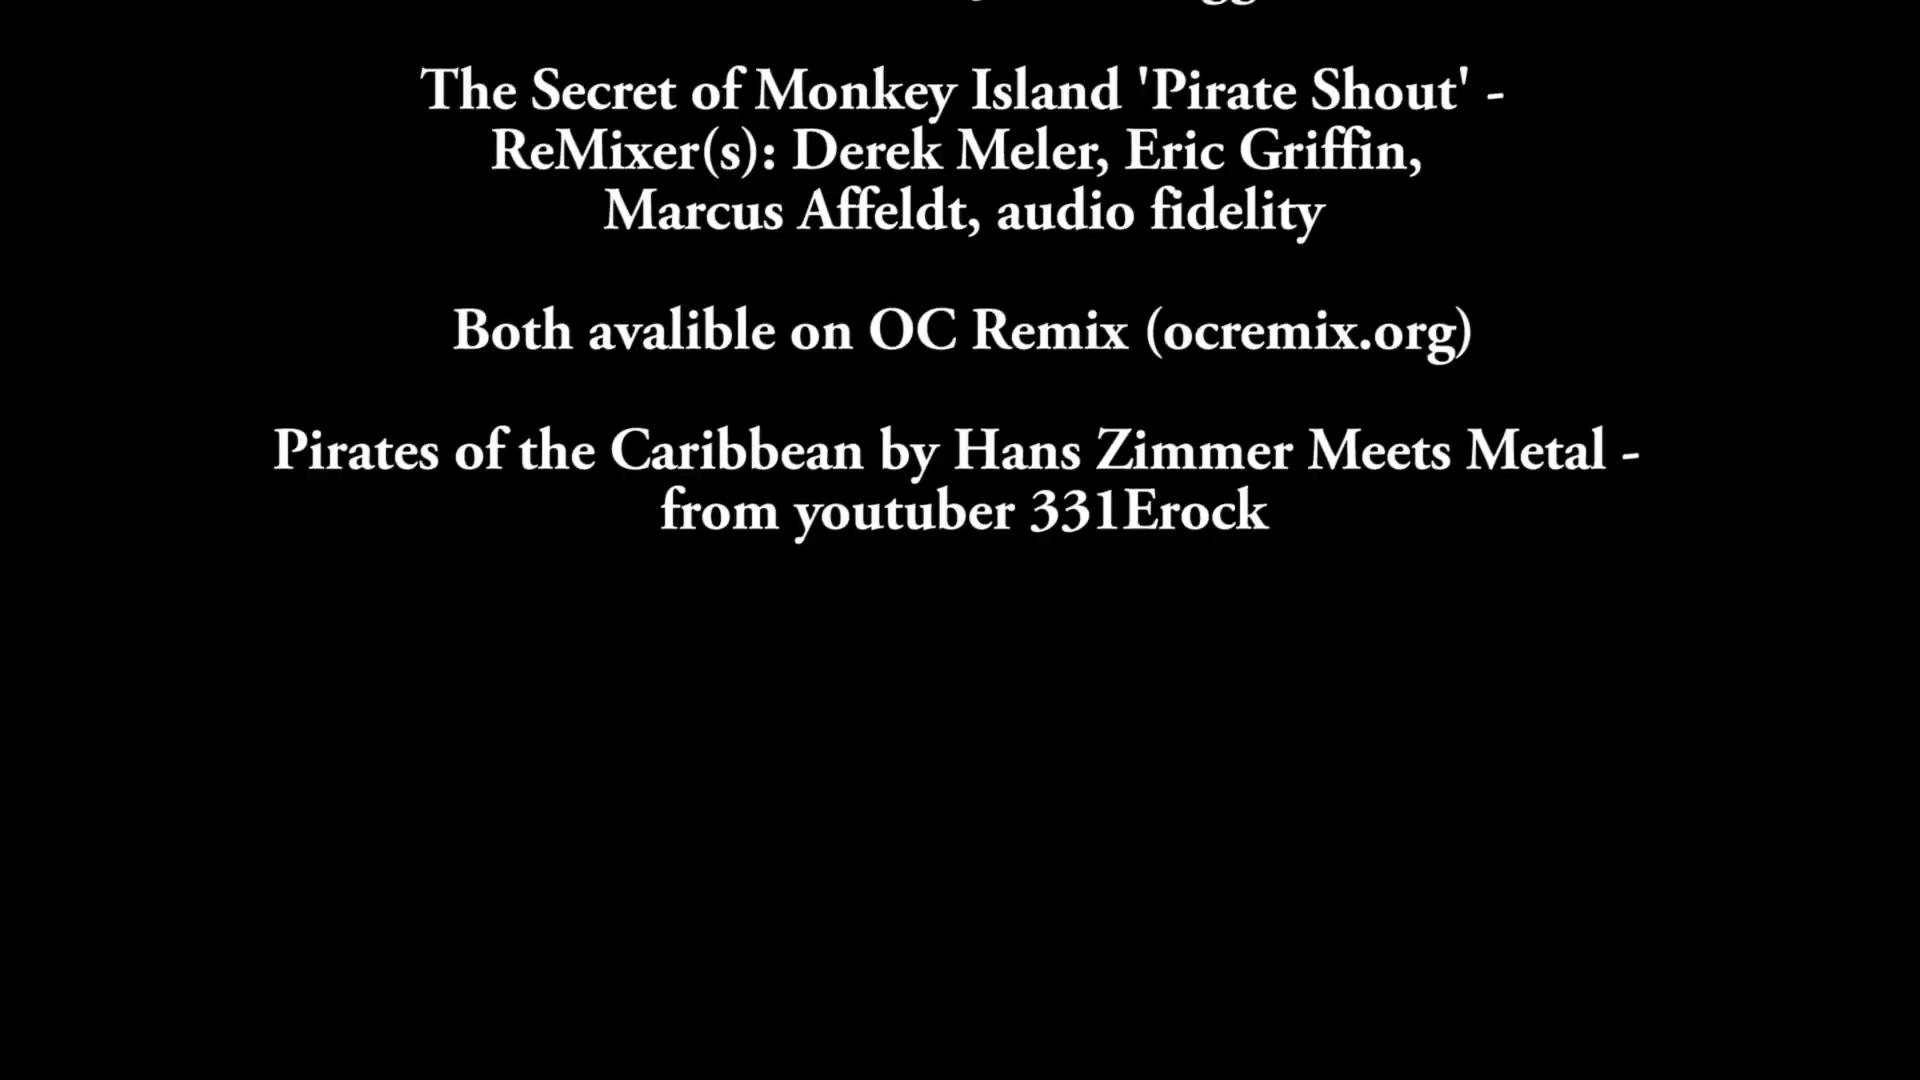 The Secret of Monkey Island 'Pirate Shout' -
ReMixer(s): Derek Meler, Eric Griffin,
Marcus Affeldt, audio fidelity
Both avalible on OC Remix (ocremix.org)
Pirates of the Caribbean by Hans Zimmer Meets Metal -
from youtuber 331Erock